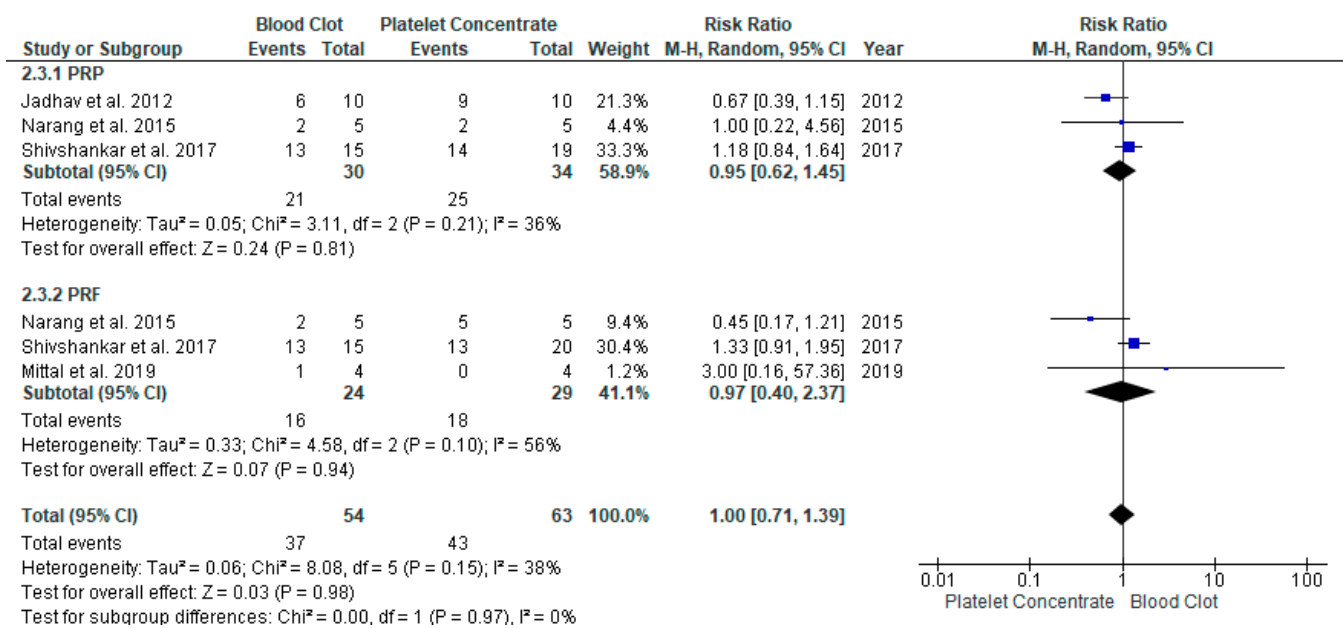 Blood Clot Platelet Concentrate Risk Ratio Risk Ratio
Study or Subgroup Events Total Events Total Weight M-H, Random, 95% CI Year M-H, Random, 95% CI
2.3.1 PRP
Jadhav et al. 2012 6 10 9 10 21.3% 0.67 [0.39, 1.15] 2012
Narang et al. 2015 2 5 2 5 4.4% 1.00 [0.22, 4.56] 2015
Shivshankar et al. 2017 13 15 14 19 33.3% 1.18 [0.84, 1.64] 2017
Subtotal (95% CI) 30 34 58.9% 0.95 [0.62, 1.45]
Total events 21 25
Heterogeneity: Tau² = 0.05; Chi² = 3.11, df = 2 (P = 0.21); I² = 36%
Test for overall effect: Z = 0.24 (P = 0.81)
2.3.2 PRF
Narang et al. 2015 2 5 5 5 9.4% 0.45 [0.17, 1.21] 2015
Shivshankar et al. 2017 13 15 13 20 30.4% 1.33 [0.91, 1.95] 2017
Mittal et al. 2019 1 4 0 4 1.2% 3.00 [0.16, 57.36] 2019
Subtotal (95% CI) 24 29 41.1% 0.97 [0.40, 2.37]
Total events 16 18
Heterogeneity: Tau² = 0.33; Chi² = 4.58, df = 2 (P = 0.10); I² = 56%
Test for overall effect: Z = 0.07 (P = 0.94)
Total (95% CI) 54 63 100.0% 1.00 [0.71, 1.39]
Total events 37 43
Heterogeneity: Tau² = 0.06; Chi² = 8.08, df = 5 (P = 0.15); I² = 38%
Test for overall effect: Z = 0.03 (P = 0.98)
Test for subgroup differences: Chi² = 0.00, df = 1 (P = 0.97), I² = 0%
0.01 0.1 1 10 100
Platelet Concentrate Blood Clot